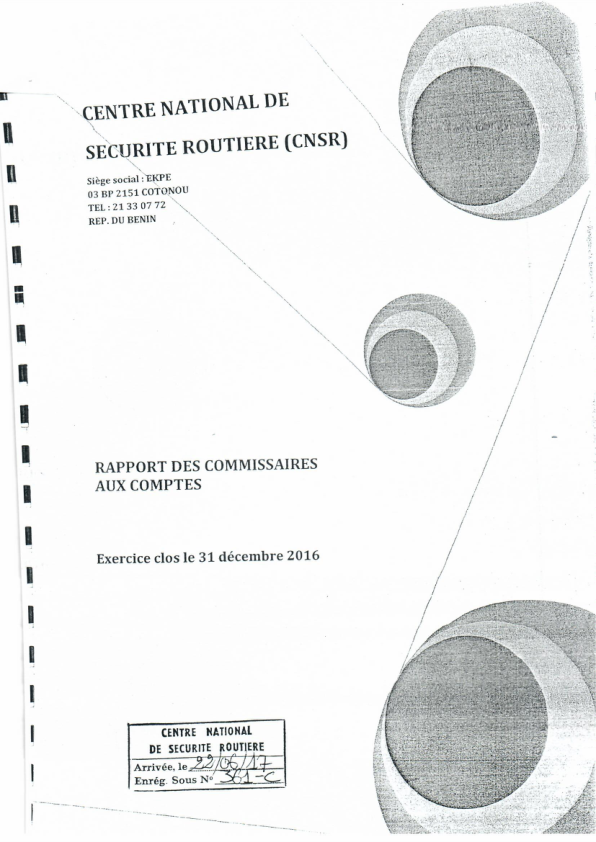 CENTRE NATIONAL DE
SECURITE ROUTIERE (CNSR)
Siège social : EKPE
03 BP 2151 COTONOU
TEL : 21 33 07 72
REP. DU BENIN
RAPPORT DES COMMISSAIRES
AUX COMPTES
Exercice clos le 31 décembre 2016
CENTRE NATIONAL
DE SECURITE ROUTIERE
Arrivée, le 22/06/17
Enrég. Sous N° 361-C